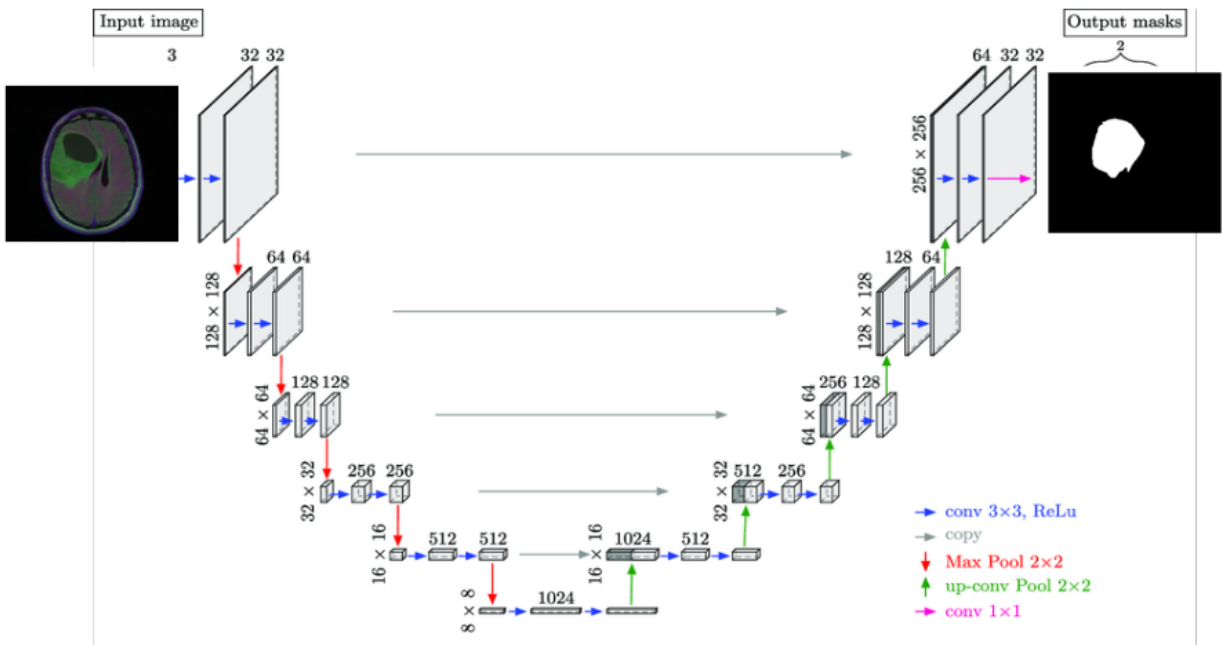 Input image
Output masks
3
32 32
64 32 32
2
256 × 256
128 × 128
64 64
128 × 128
128 64
64 × 64
128 128
64 × 64
256 128
32 × 32
256 256
32 × 32
512 256
16 × 16
512 512
16 × 16
1024 512
8 × 8
1024
conv 3×3, ReLu
copy
Max Pool 2×2
up-conv Pool 2×2
conv 1×1